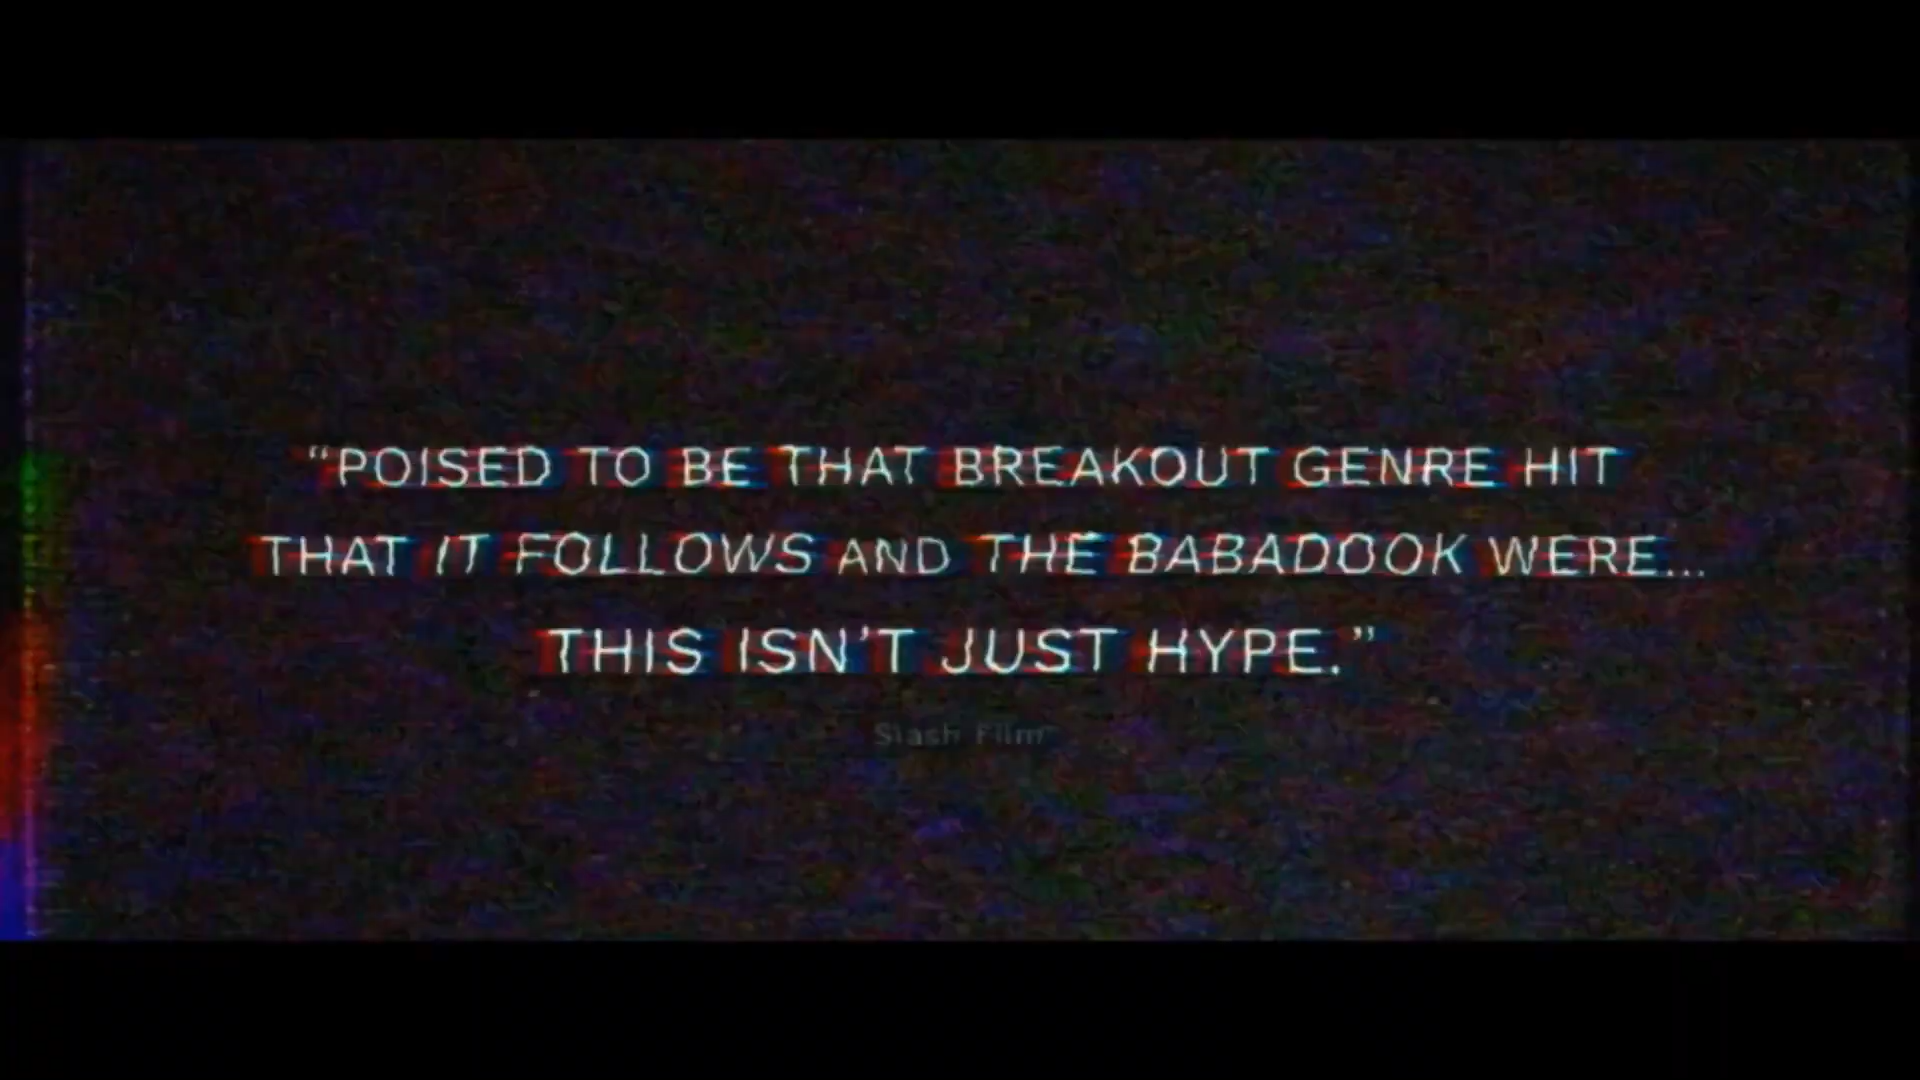 “POISED TO BE THAT BREAKOUT GENRE HIT
THAT IT FOLLOWS AND THE BABADOOK WERE...
THIS ISN’T JUST HYPE.”
Slash Film